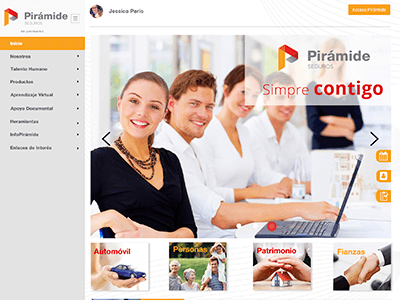 Pirámide
SEGUROS
Jessica Paris
Acceso PIRÁMIDE
Inicio
Nosotros
Talento Humano
Productos
Aprendizaje Virtual
Apoyo Documental
Herramientas
InfoPirámide
Enlaces de interés
Pirámide
SEGUROS
Simpre contigo
Automóvil
Personas
Patrimonio
Fianzas